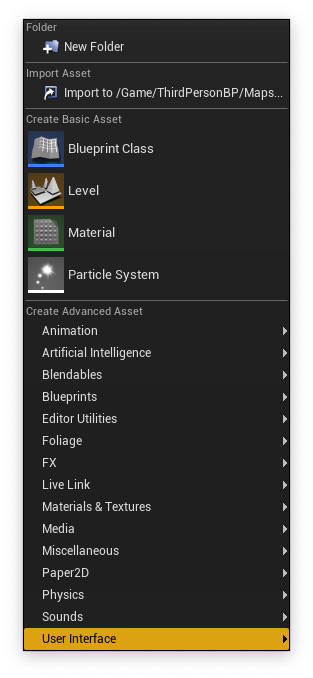 Folder
New Folder
Import Asset
Import to /Game/ThirdPersonBP/Maps...
Create Basic Asset
Blueprint Class
Level
Material
Particle System
Create Advanced Asset
Animation
Artificial Intelligence
Blendables
Blueprints
Editor Utilities
Foliage
FX
Live Link
Materials & Textures
Media
Miscellaneous
Paper2D
Physics
Sounds
User Interface